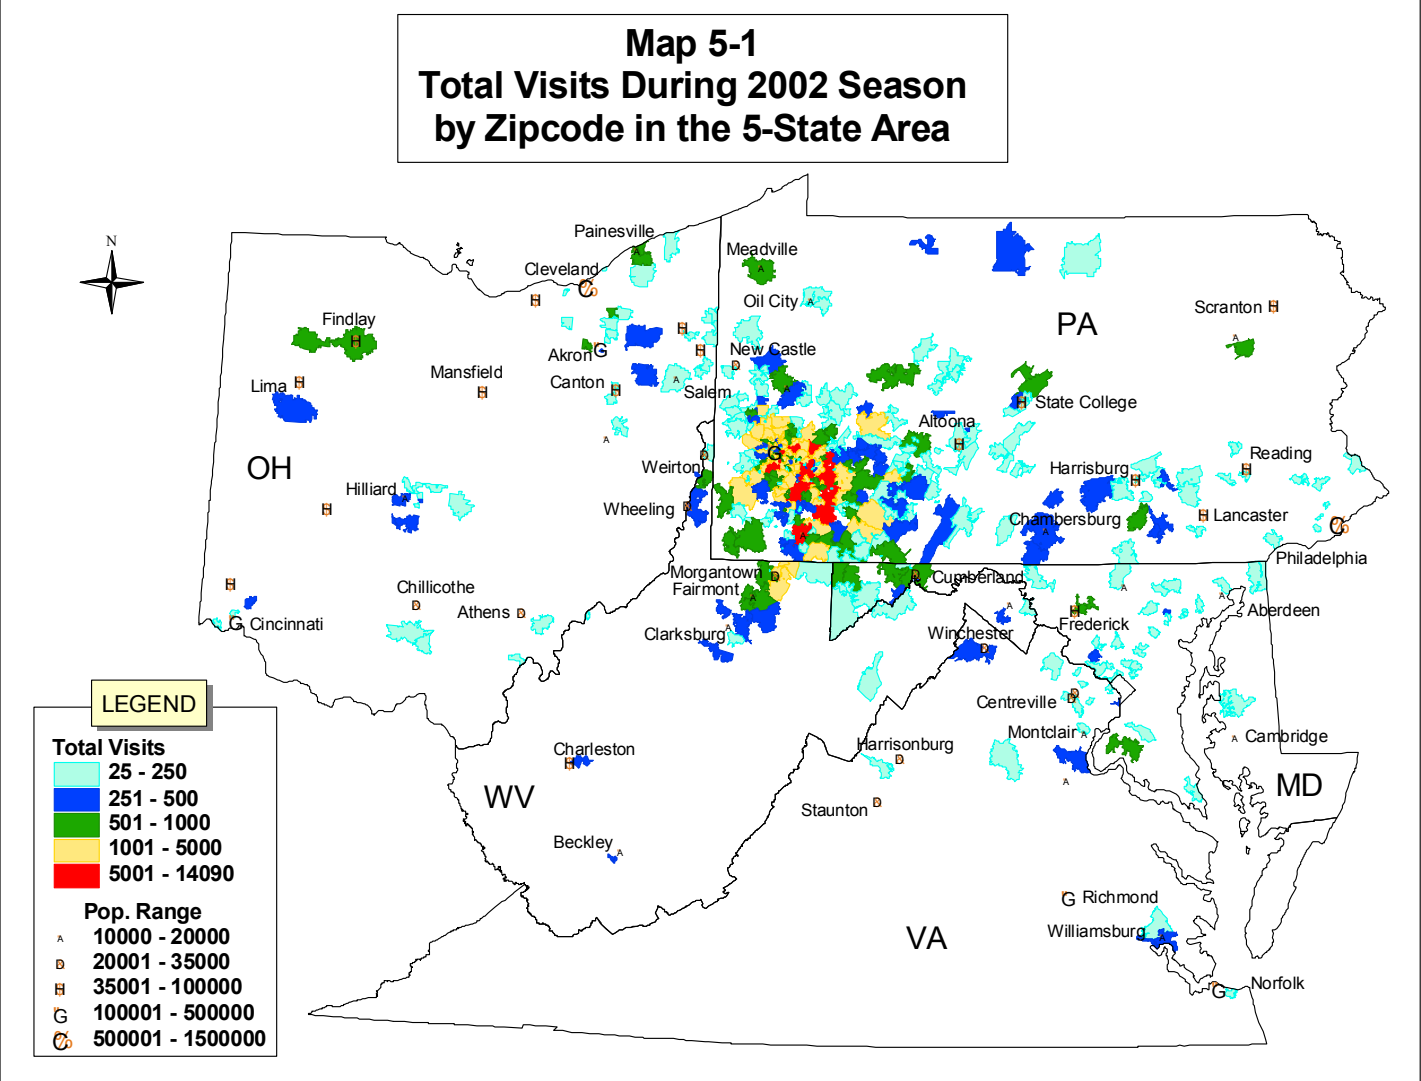 Map 5-1
Total Visits During 2002 Season
by Zipcode in the 5-State Area
N
Painesville
Cleveland
Meadville
Oil City
PA
Scranton
Findlay
Akron
New Castle
Lima
Mansfield
Canton
Salem
State College
Altoona
OH
Weirton
Harrisburg
Reading
Hilliard
Wheeling
Chambersburg
Lancaster
Philadelphia
Morgantown
Cumberland
Fairmont
Chillicothe
Athens
Aberdeen
Cincinnati
Clarksburg
Winchester
Frederick
Centreville
Montclair
Cambridge
Harrisonburg
Charleston
WV
MD
Staunton
Beckley
Richmond
Williamsburg
VA
Norfolk
LEGEND
Total Visits
25 - 250
251 - 500
501 - 1000
1001 - 5000
5001 - 14090
Pop. Range
A 10000 - 20000
D 20001 - 35000
H 35001 - 100000
G 100001 - 500000
C % 500001 - 1500000